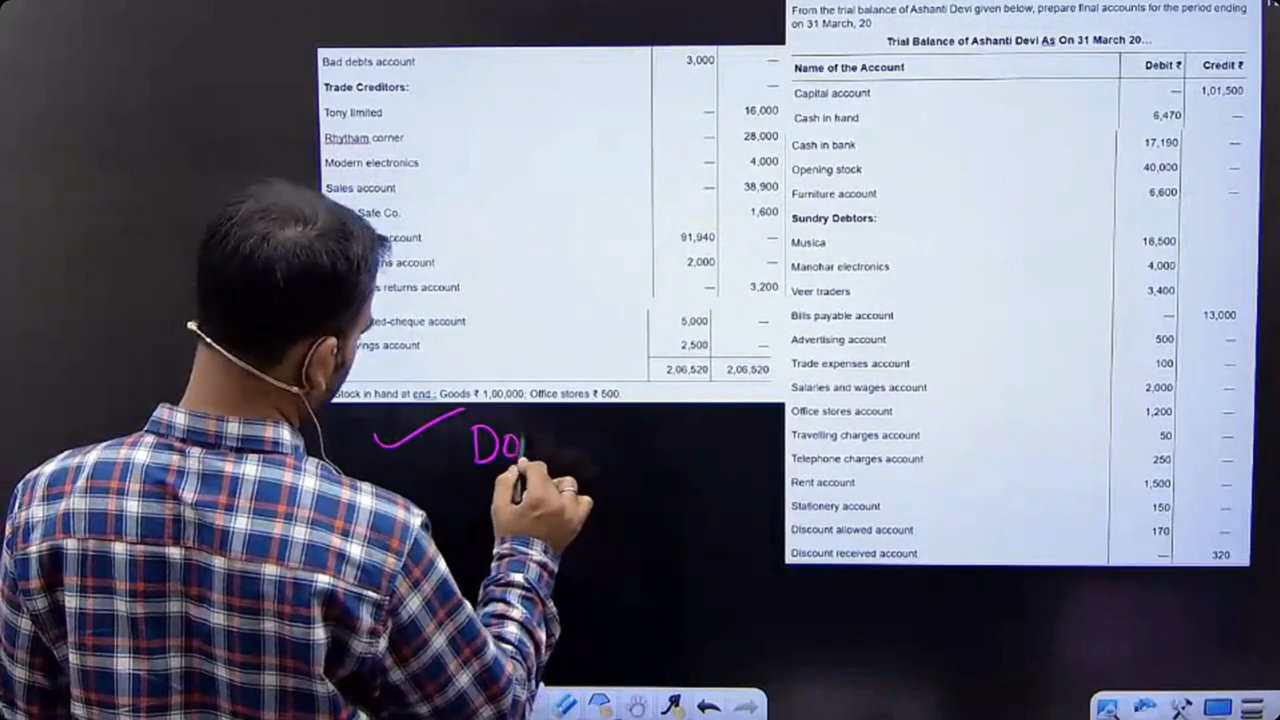 From the trial balance of Ashanti Devi given below, prepare final accounts for the period ending
on 31 March, 20
Trial Balance of Ashanti Devi As On 31 March 20...
Name of the Account Debit ₹ Credit ₹
Capital account — 1,01,500
Cash in hand 6,470 —
Cash in bank 17,190 —
Opening stock 40,000 —
Furniture account 6,600 —
Sundry Debtors:
Musica 18,500 —
Manohar electronics 4,000 —
Veer traders 3,400 —
Bills payable account — 13,000
Advertising account 500 —
Trade expenses account 100 —
Salaries and wages account 2,000 —
Office stores account 1,200 —
Travelling charges account 50 —
Telephone charges account 250 —
Rent account 1,500 —
Stationery account 150 —
Discount allowed account 170 —
Discount received account — 320
Bad debts account 3,000 —
Trade Creditors: —
Tony limited — 16,000
Rhytham corner — 28,000
Modern electronics — 4,000
Sales account — 38,900
Safe Co. 1,600
account 91,940 —
account 2,000 —
returns account — 3,200
cheque account 5,000 —
account 2,500 —
2,06,520 2,06,520
Stock in hand at end : Goods ₹ 1,00,000; Office stores ₹ 500.
Do